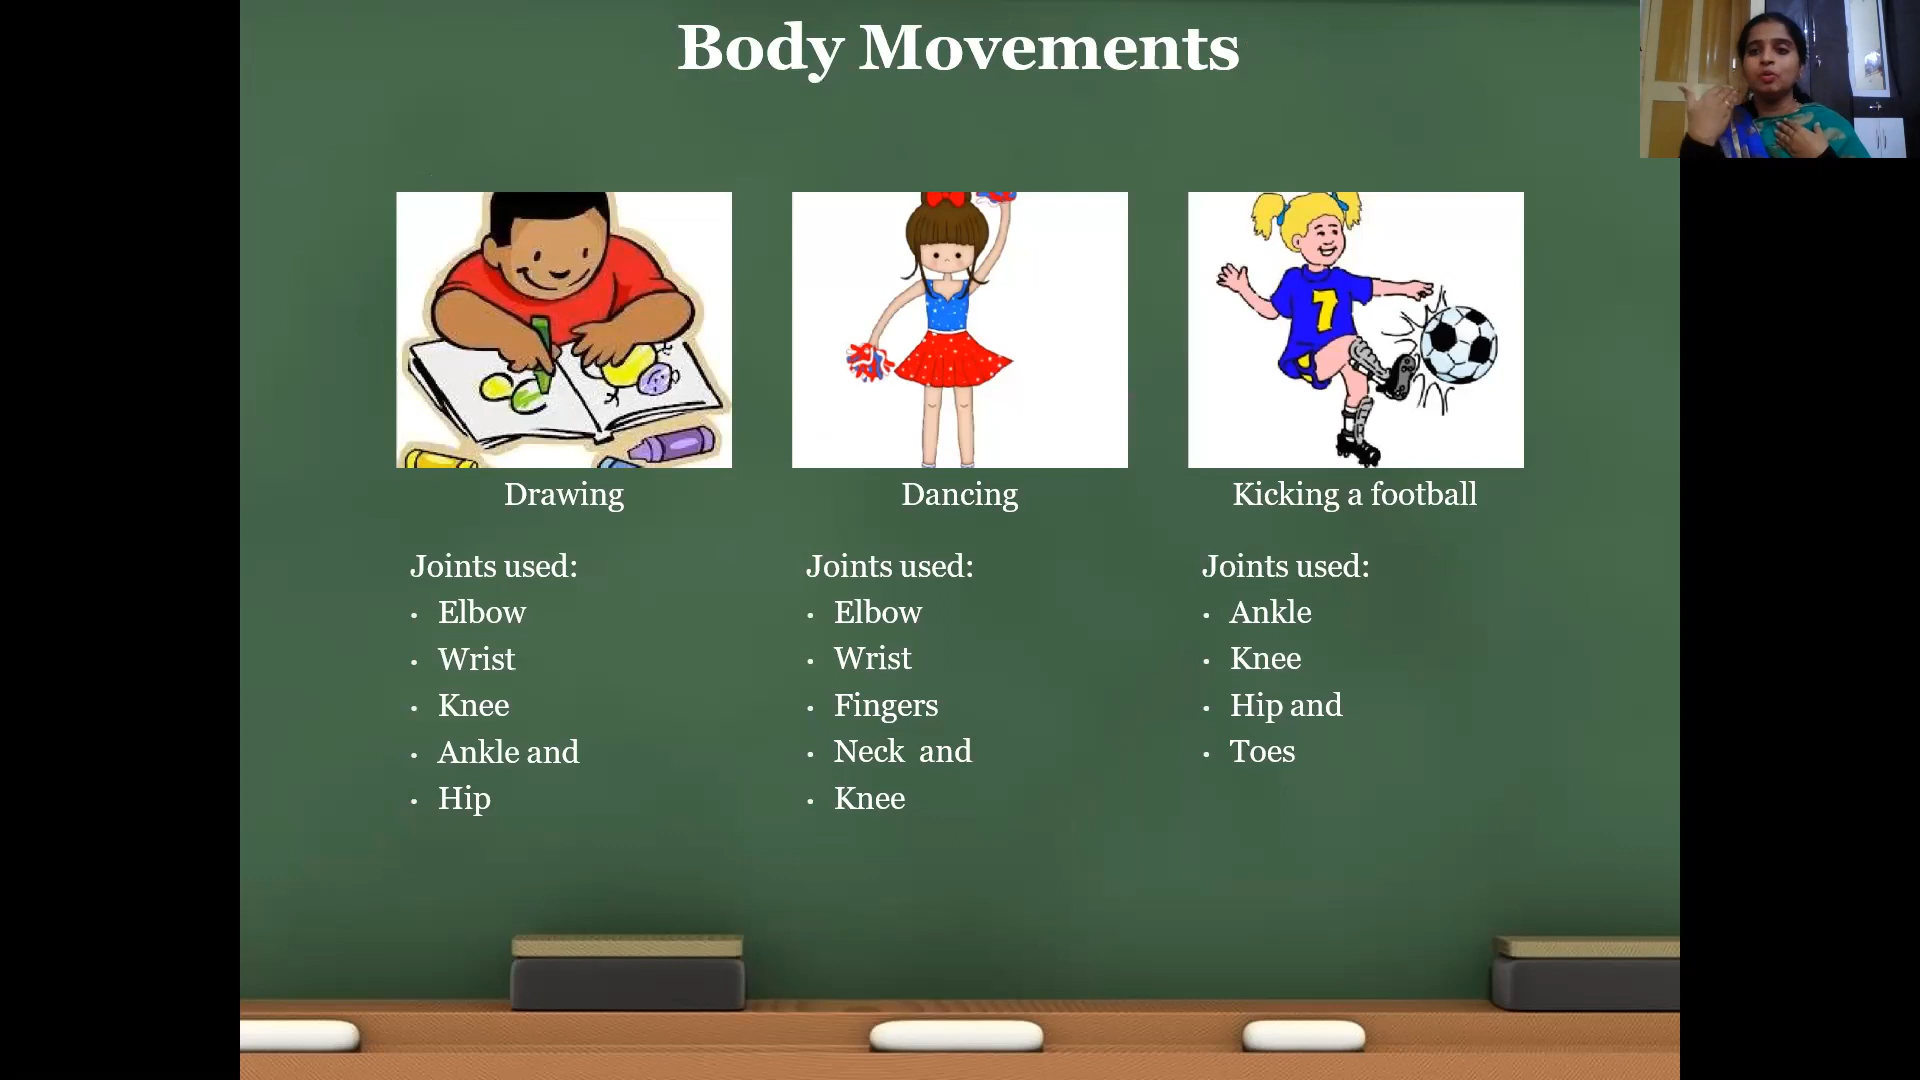 Body Movements
7
Drawing
Joints used:
• Elbow
• Wrist
• Knee
• Ankle and
• Hip
Dancing
Joints used:
• Elbow
• Wrist
• Fingers
• Neck  and
• Knee
Kicking a football
Joints used:
• Ankle
• Knee
• Hip and
• Toes